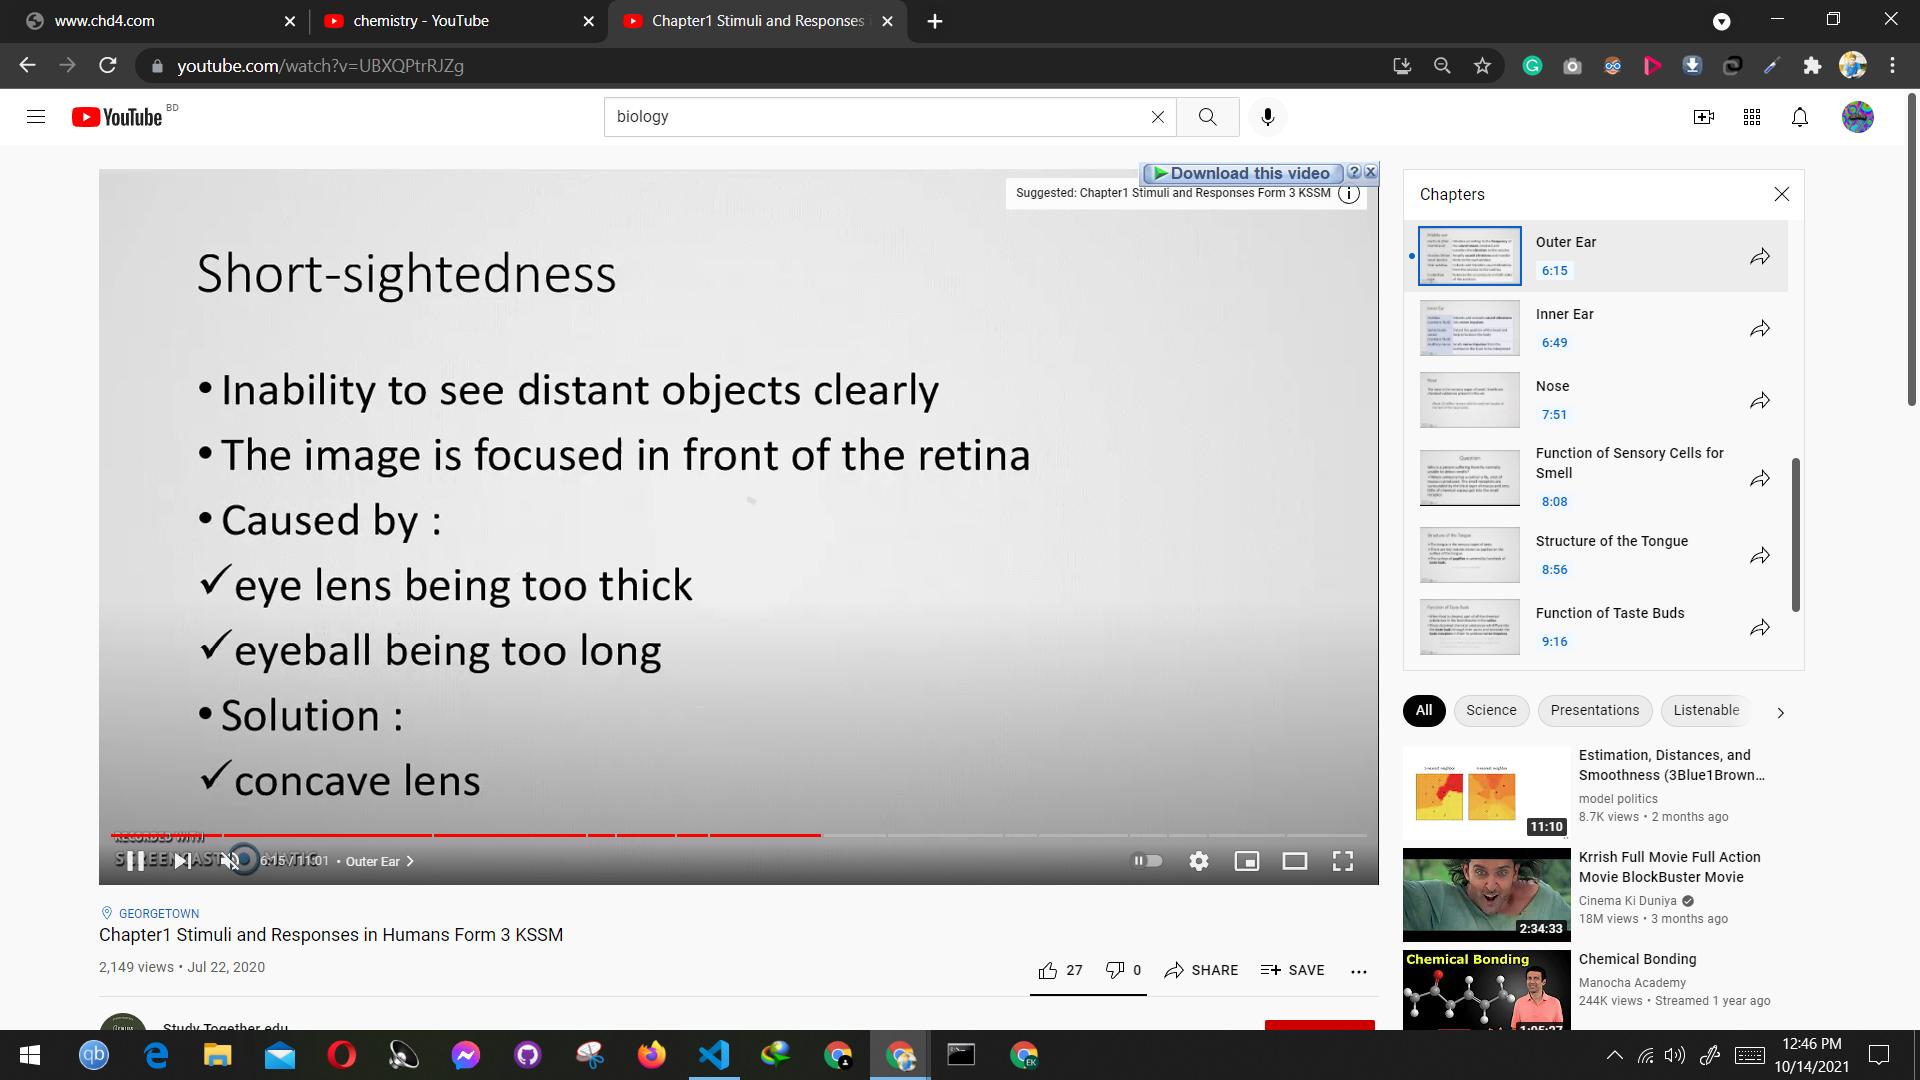 www.chd4.com
chemistry - YouTube
Chapter1 Stimuli and Responses
youtube.com/watch?v=UBXQPtrRJZg
YouTube BD
biology
Download this video
Suggested: Chapter1 Stimuli and Responses Form 3 KSSM
Short-sightedness
• Inability to see distant objects clearly
• The image is focused in front of the retina
• Caused by :
✓ eye lens being too thick
✓ eyeball being too long
• Solution :
✓ concave lens
RECORDED WITH
SCREENCAST-O-MATIC
6:15 / 11:01 • Outer Ear
GEORGETOWN
Chapter1 Stimuli and Responses in Humans Form 3 KSSM
2,149 views • Jul 22, 2020
27
0
SHARE
SAVE
Study Together.edu
Chapters
Outer Ear
6:15
Inner Ear
6:49
Nose
7:51
Function of Sensory Cells for
Smell
8:08
Structure of the Tongue
8:56
Function of Taste Buds
9:16
All
Science
Presentations
Listenable
Estimation, Distances, and
Smoothness (3Blue1Brown...
model politics
8.7K views • 2 months ago
11:10
Krrish Full Movie Full Action
Movie BlockBuster Movie
Cinema Ki Duniya
18M views • 3 months ago
2:34:33
Chemical Bonding
Chemical Bonding
Manocha Academy
244K views • Streamed 1 year ago
1:05:27
12:46 PM
10/14/2021